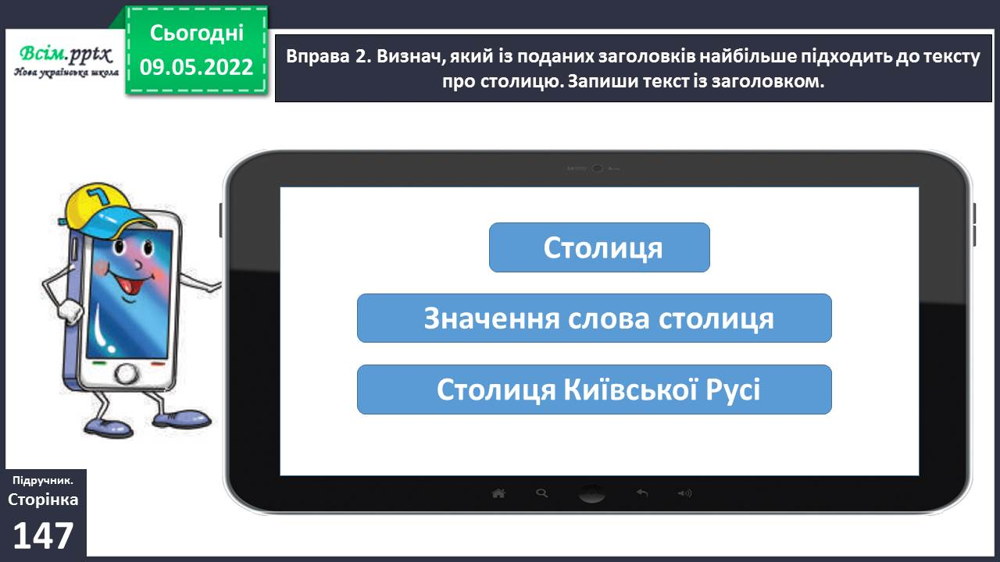 Сьогодні
09.05.2022
Всім.pptx
Нова українська школа
Вправа 2. Визнач, який із поданих заголовків найбільше підходить до тексту
про столицю. Запиши текст із заголовком.
Столиця
Значення слова столиця
Столиця Київської Русі
Підручник.
Сторінка
147